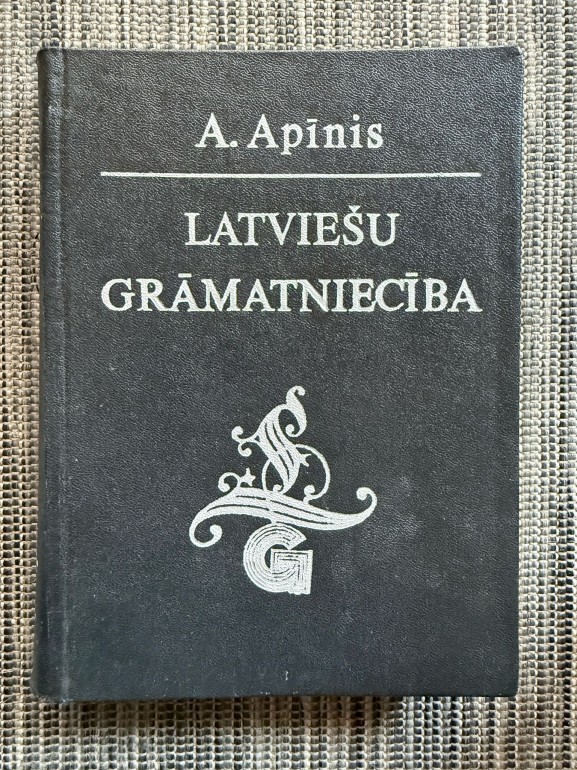 A. Apīnis
LATVIEŠU
GRĀMATNIECĪBA
L
G